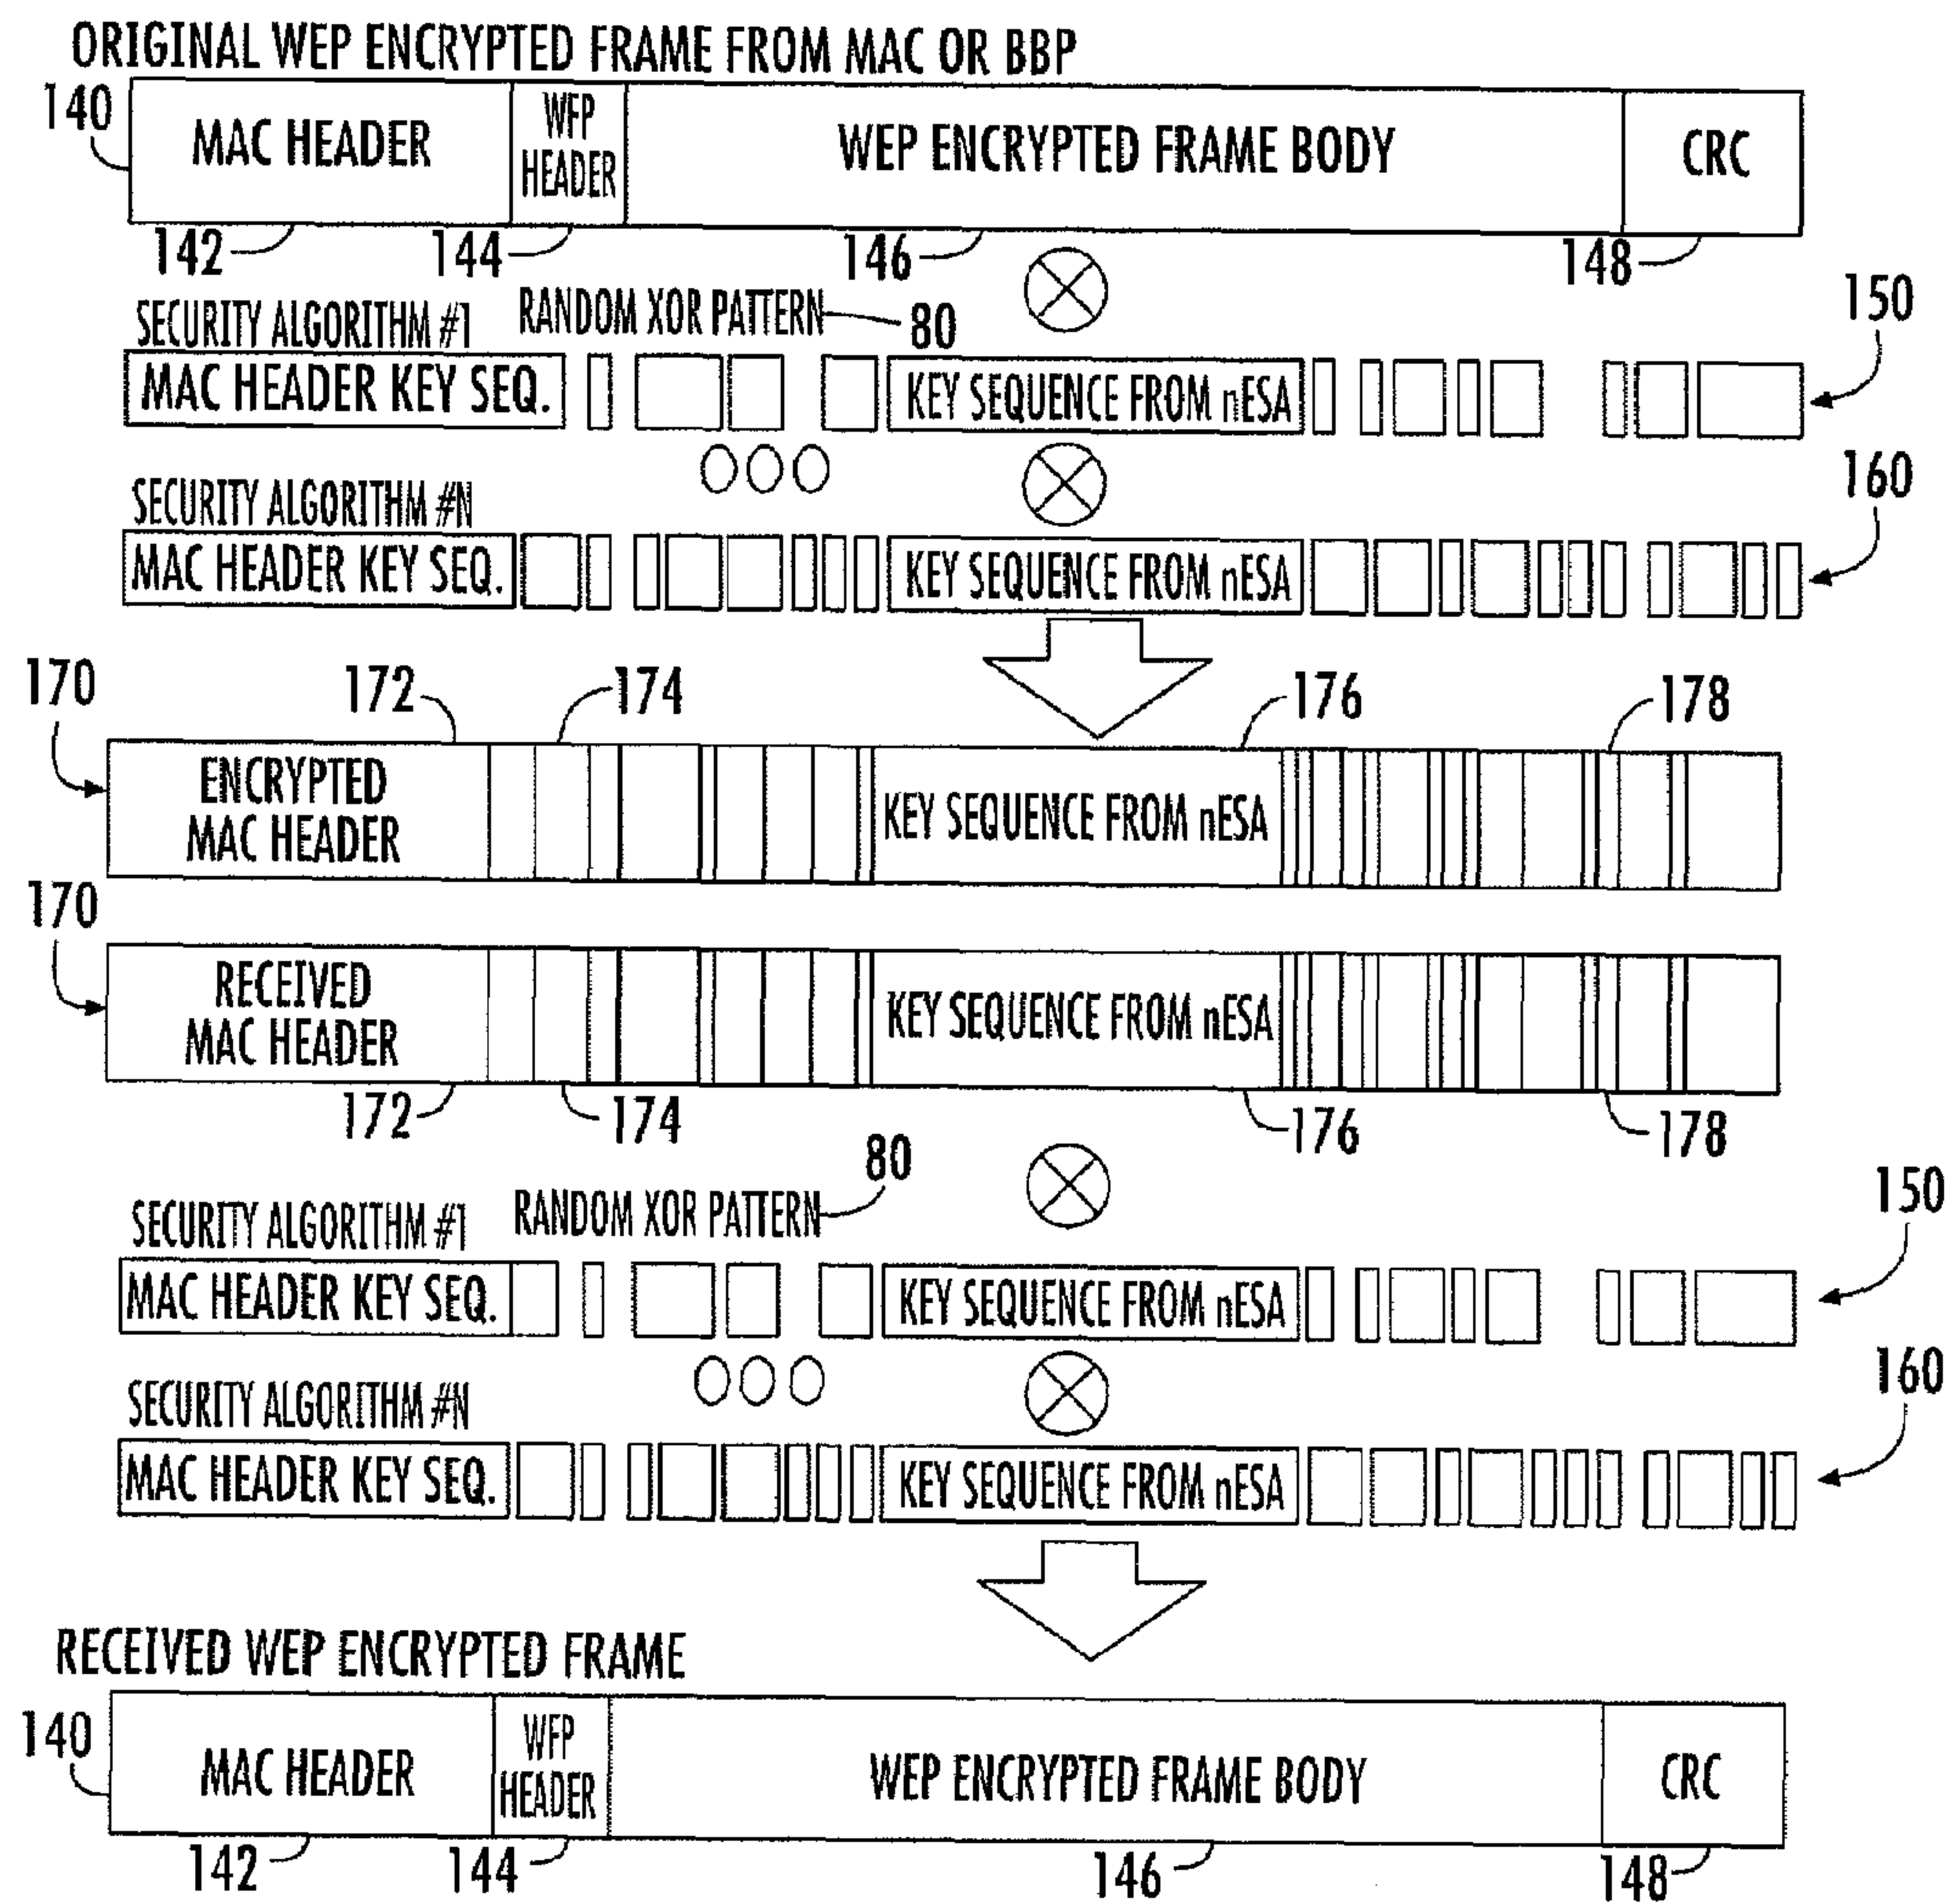 ORIGINAL WEP ENCRYPTED FRAME FROM MAC OR BBP
140
MAC HEADER
WFP
HEADER
WEP ENCRYPTED FRAME BODY
CRC
142
144
146
148
SECURITY ALGORITHM #1
RANDOM XOR PATTERN
80
150
MAC HEADER KEY SEQ.
KEY SEQUENCE FROM nESA
SECURITY ALGORITHM #N
160
MAC HEADER KEY SEQ.
KEY SEQUENCE FROM nESA
170
172
174
176
178
ENCRYPTED
MAC HEADER
KEY SEQUENCE FROM nESA
170
RECEIVED
MAC HEADER
KEY SEQUENCE FROM nESA
172
174
176
178
80
SECURITY ALGORITHM #1
RANDOM XOR PATTERN
150
MAC HEADER KEY SEQ.
KEY SEQUENCE FROM nESA
SECURITY ALGORITHM #N
160
MAC HEADER KEY SEQ.
KEY SEQUENCE FROM nESA
RECEIVED WEP ENCRYPTED FRAME
140
MAC HEADER
WFP
HEADER
WEP ENCRYPTED FRAME BODY
CRC
142
144
146
148